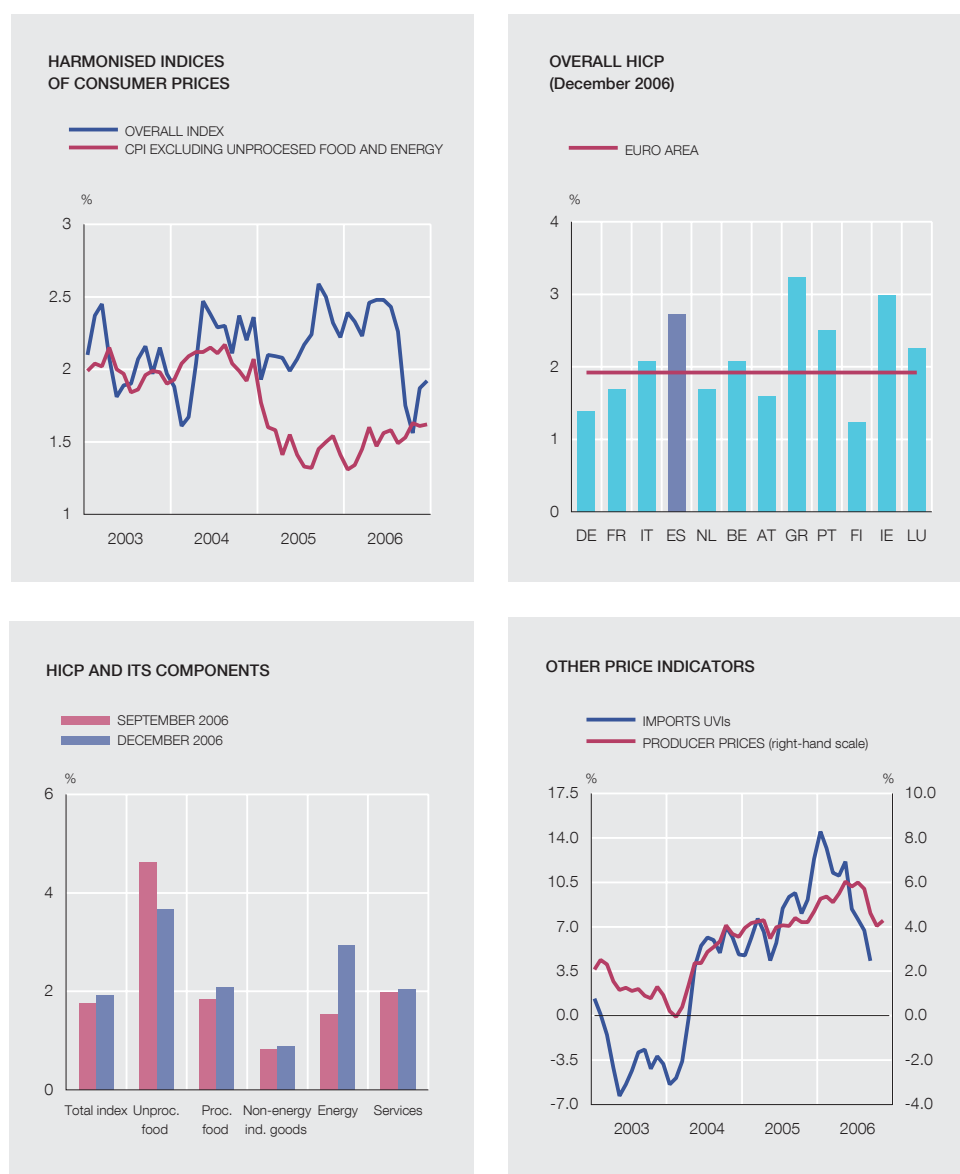 HARMONISED INDICES
OF CONSUMER PRICES
OVERALL INDEX
CPI EXCLUDING UNPROCESED FOOD AND ENERGY
%
3
2.5
2
1.5
1
2003 2004 2005 2006
OVERALL HICP
(December 2006)
EURO AREA
%
4
3
2
1
0
DE FR IT ES NL BE AT GR PT FI IE LU
HICP AND ITS COMPONENTS
SEPTEMBER 2006
DECEMBER 2006
%
6
4
2
0
Total index Unproc. Proc. Non-energy Energy Services
food food ind. goods
OTHER PRICE INDICATORS
IMPORTS UVIs
PRODUCER PRICES (right-hand scale)
% %
17.5 10.0
14.0 8.0
10.5 6.0
7.0 4.0
3.5 2.0
0.0 0.0
-3.5 -2.0
-7.0 -4.0
2003 2004 2005 2006